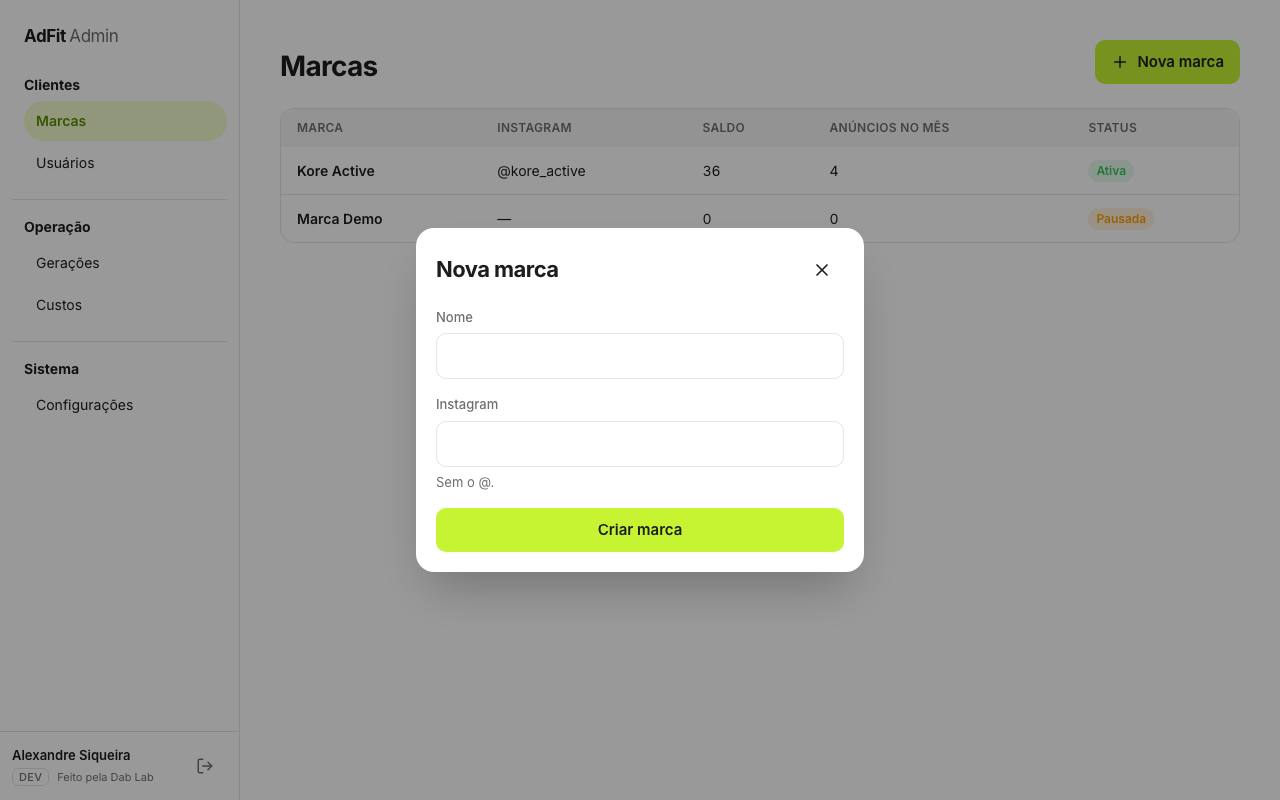 AdFit Admin
Clientes
Marcas
Usuários
Operação
Gerações
Custos
Sistema
Configurações
Alexandre Siqueira
DEV Feito pela Dab Lab
Marcas
Nova marca
MARCA INSTAGRAM SALDO ANÚNCIOS NO MÊS STATUS
Kore Active @kore_active 36 4 Ativa
Marca Demo — 0 0 Pausada
Nova marca
Nome
Instagram
Sem o @.
Criar marca